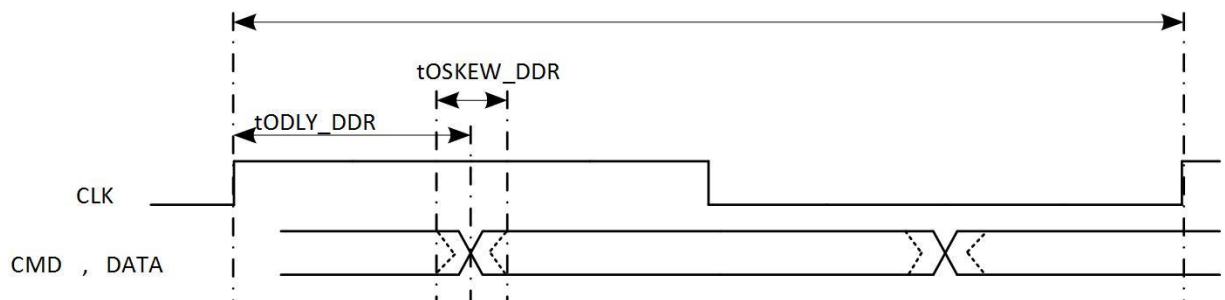 tOSKEW_DDR
tODLY_DDR
CLK
CMD , DATA